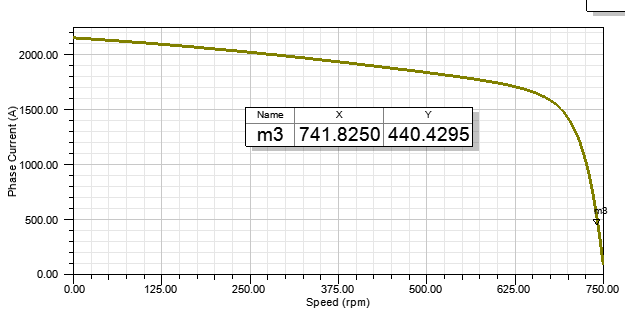 2000.00
1500.00
1000.00
500.00
0.00
Phase Current (A)
Name X Y
m3 741.8250 440.4295
m3
0.00 125.00 250.00 375.00 500.00 625.00 750.00
Speed (rpm)